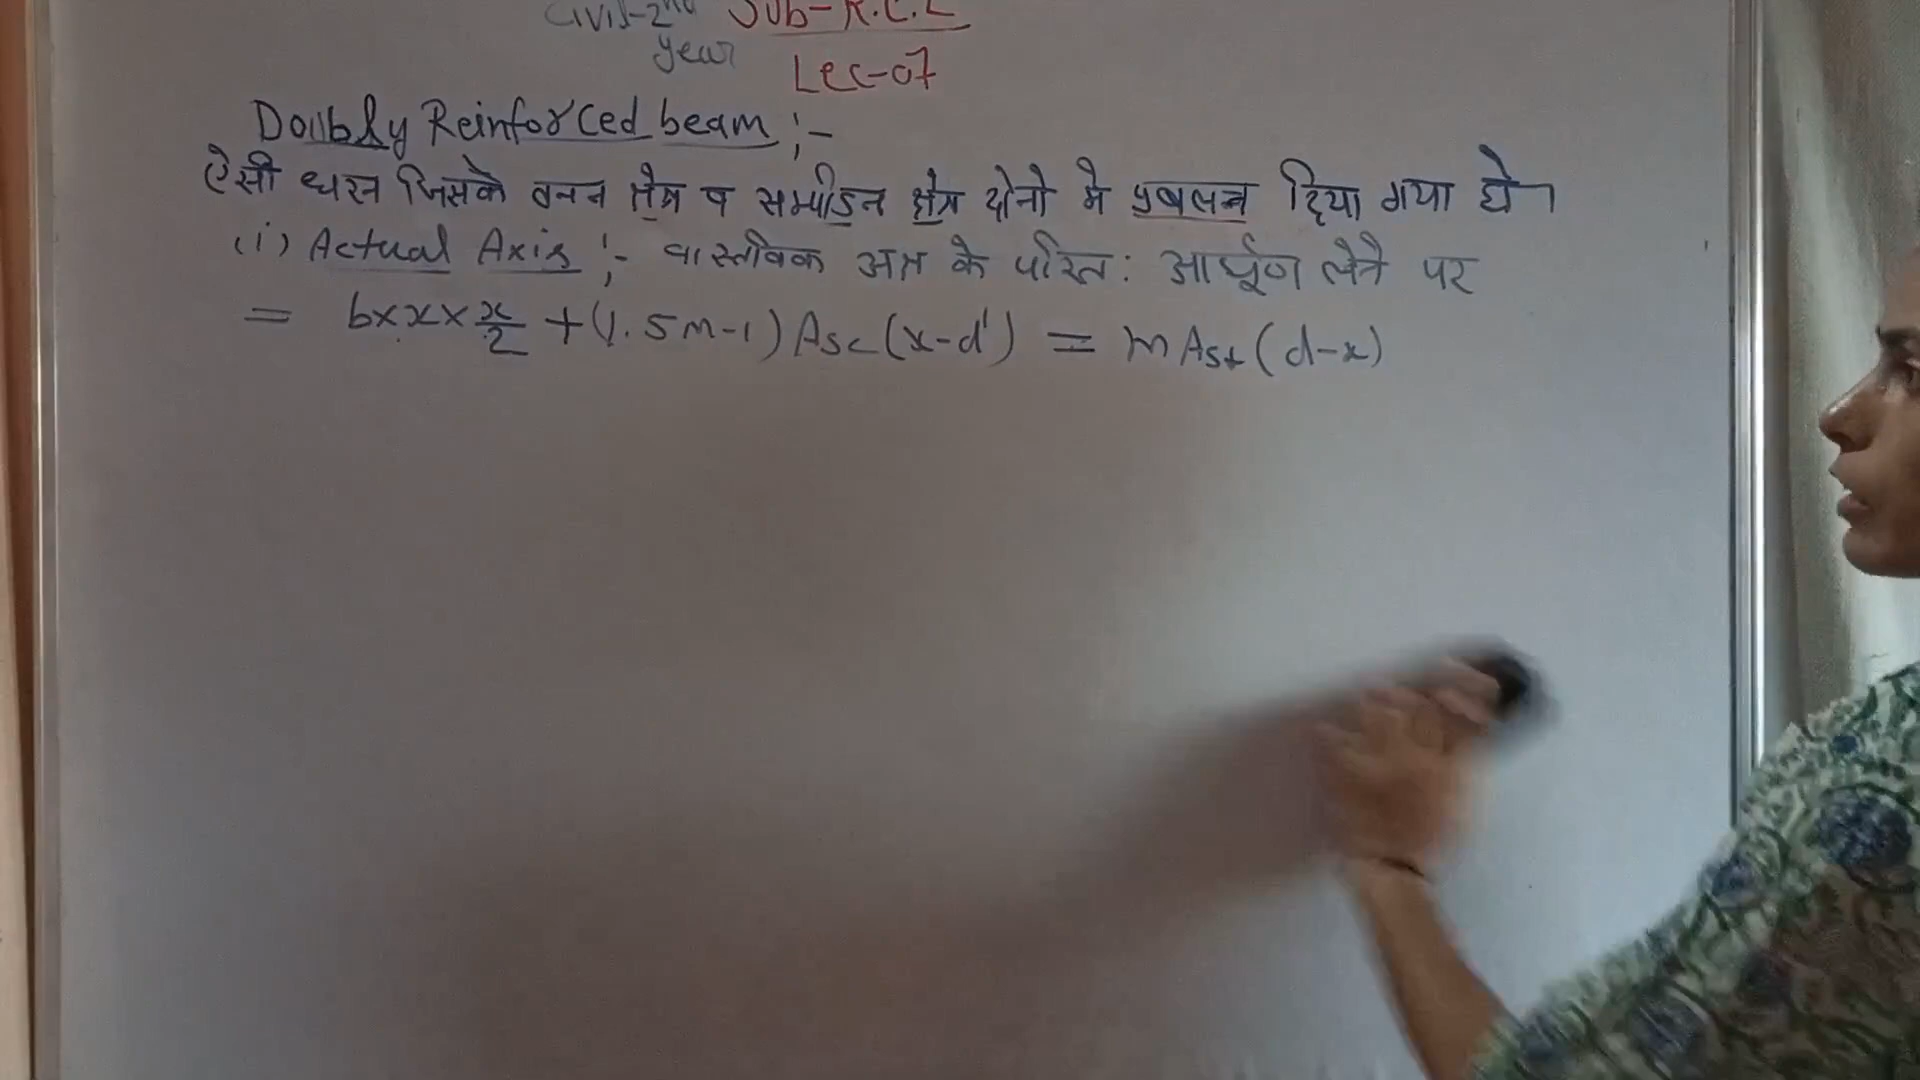 Civil-2nd Sub-R.C.C
year Lec-07
Doubly Reinforced beam :-
ऐसी धरन जिसके तनन क्षेत्र व सम्पीडन क्षेत्र दोनो मे प्रबलन दिया गया हो।
(i) Actual Axis :- वास्तविक अक्ष के परित: आर्घूण लेने पर
= b×x×x/2 + (1.5m-1) Asc (x-d') = m Ast (d-x)